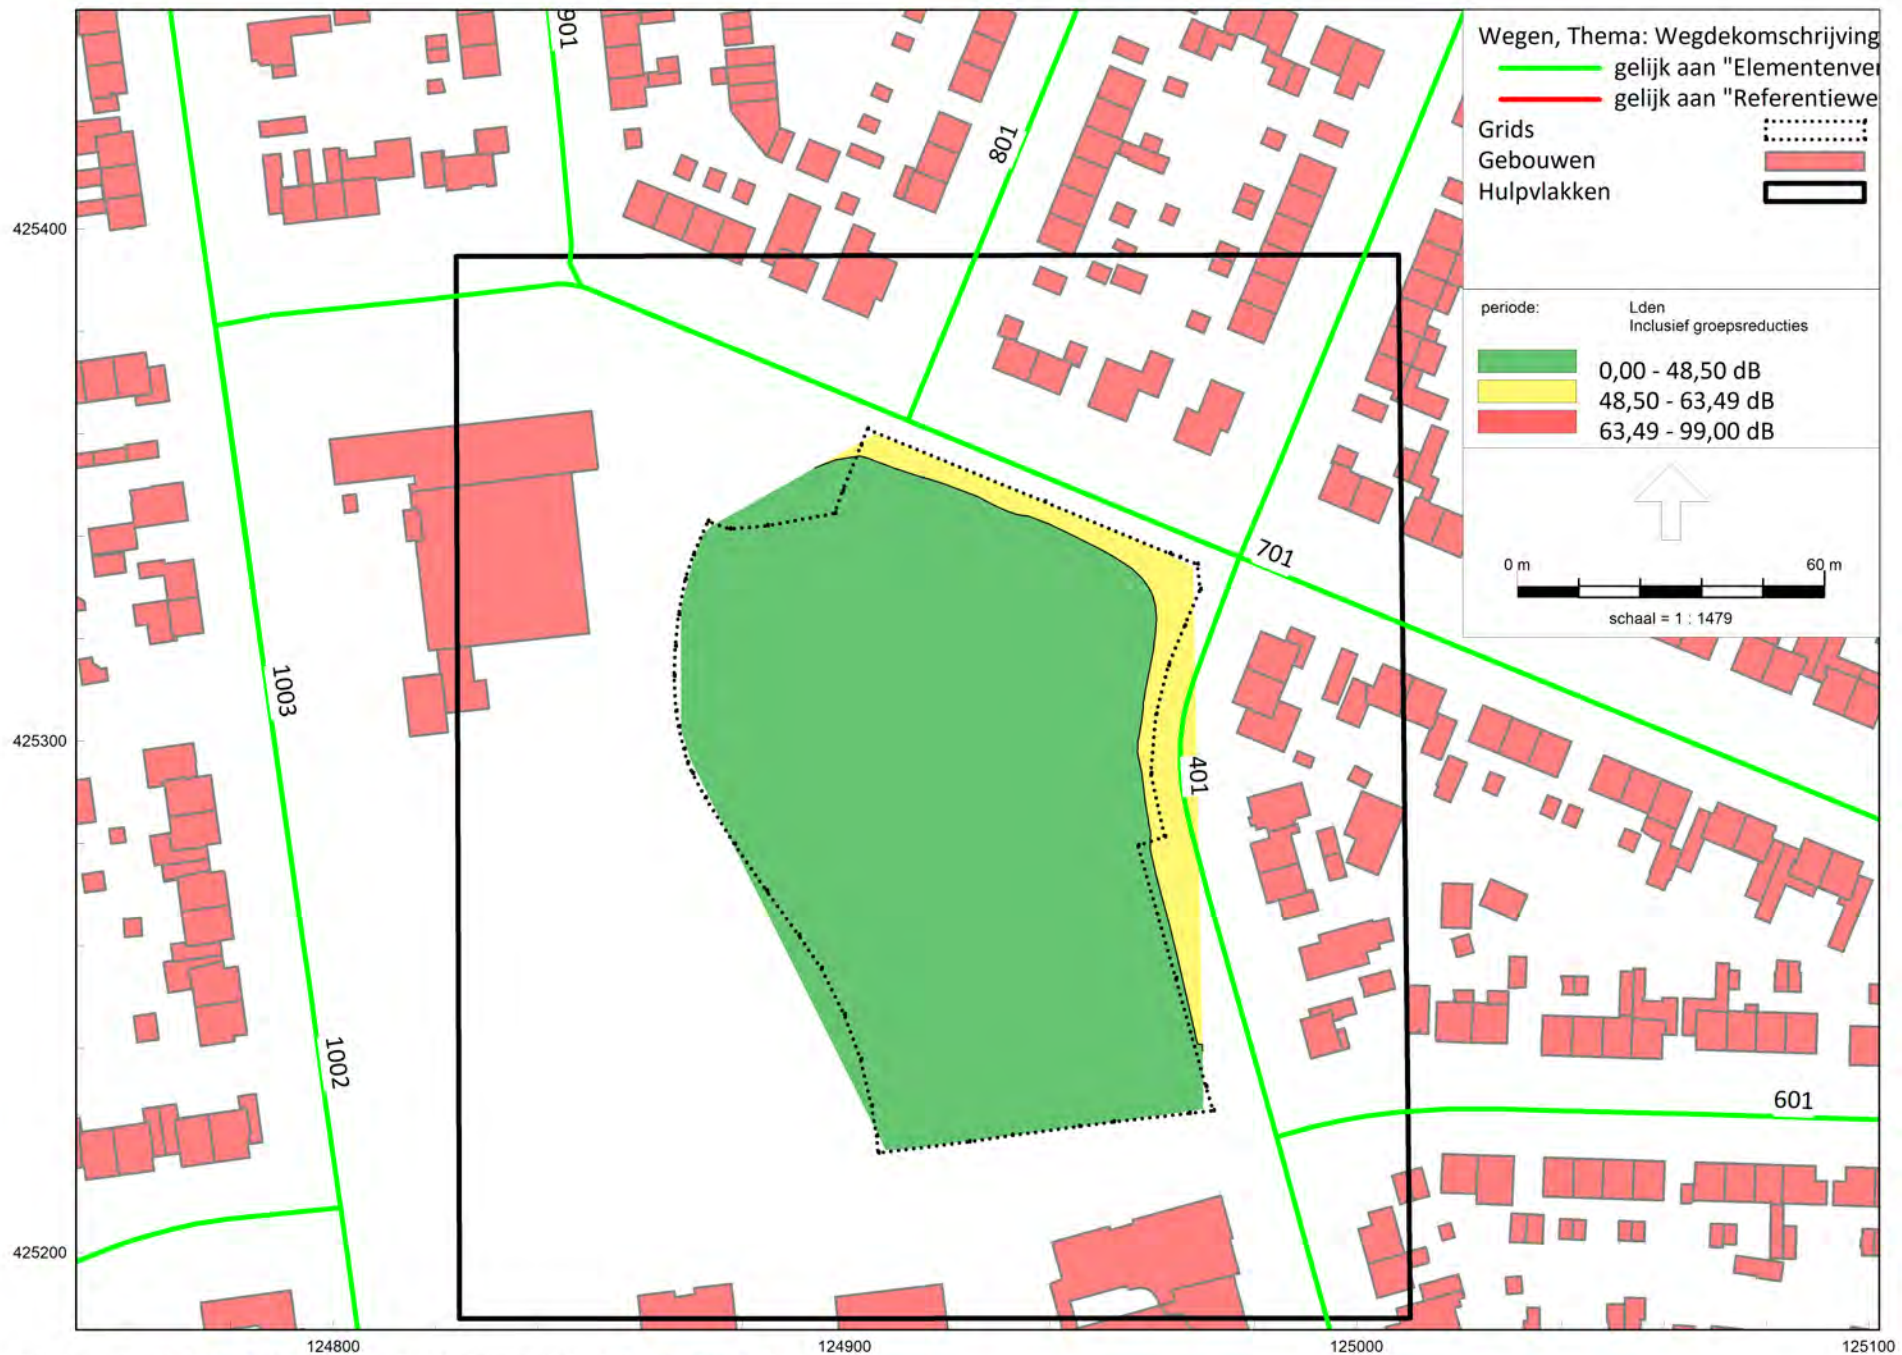 Wegen, Thema: Wegdekomschrijving
gelijk aan "Elementenver
gelijk aan "Referentiewe
Grids
Gebouwen
Hulpvlakken
periode: Lden
Inclusief groepsreducties
0,00 - 48,50 dB
48,50 - 63,49 dB
63,49 - 99,00 dB
0 m 60 m
schaal = 1 : 1479
901
801
701
401
1003
1002
601
425400
425300
425200
124800 124900 125000 125100